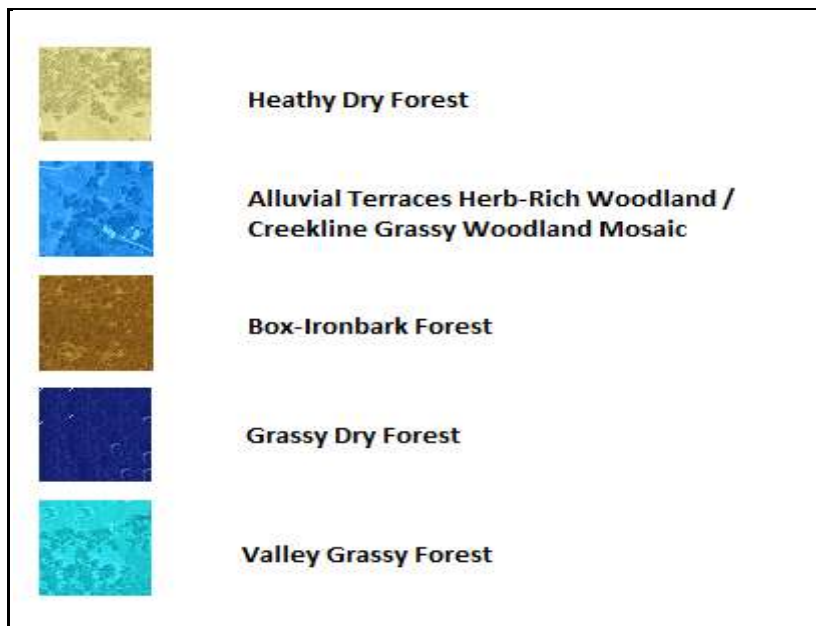 Heathy Dry Forest
Alluvial Terraces Herb-Rich Woodland /
Creekline Grassy Woodland Mosaic
Box-Ironbark Forest
Grassy Dry Forest
Valley Grassy Forest